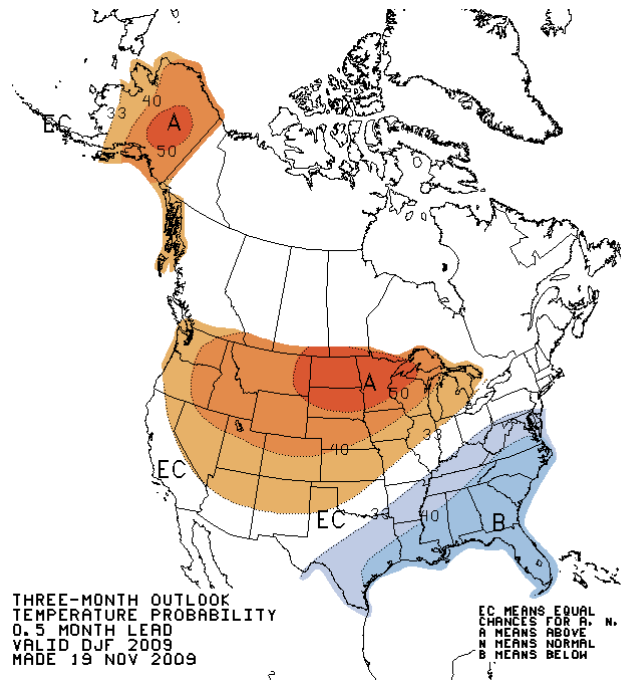 40
33
A
EC
50
A
50
33
40
EC
EC
33
40
B
THREE-MONTH OUTLOOK
TEMPERATURE PROBABILITY
0.5 MONTH LEAD
VALID DJF 2009
MADE 19 NOV 2009
EC MEANS EQUAL
CHANCES FOR A, N,
A MEANS ABOVE
N MEANS NORMAL
B MEANS BELOW